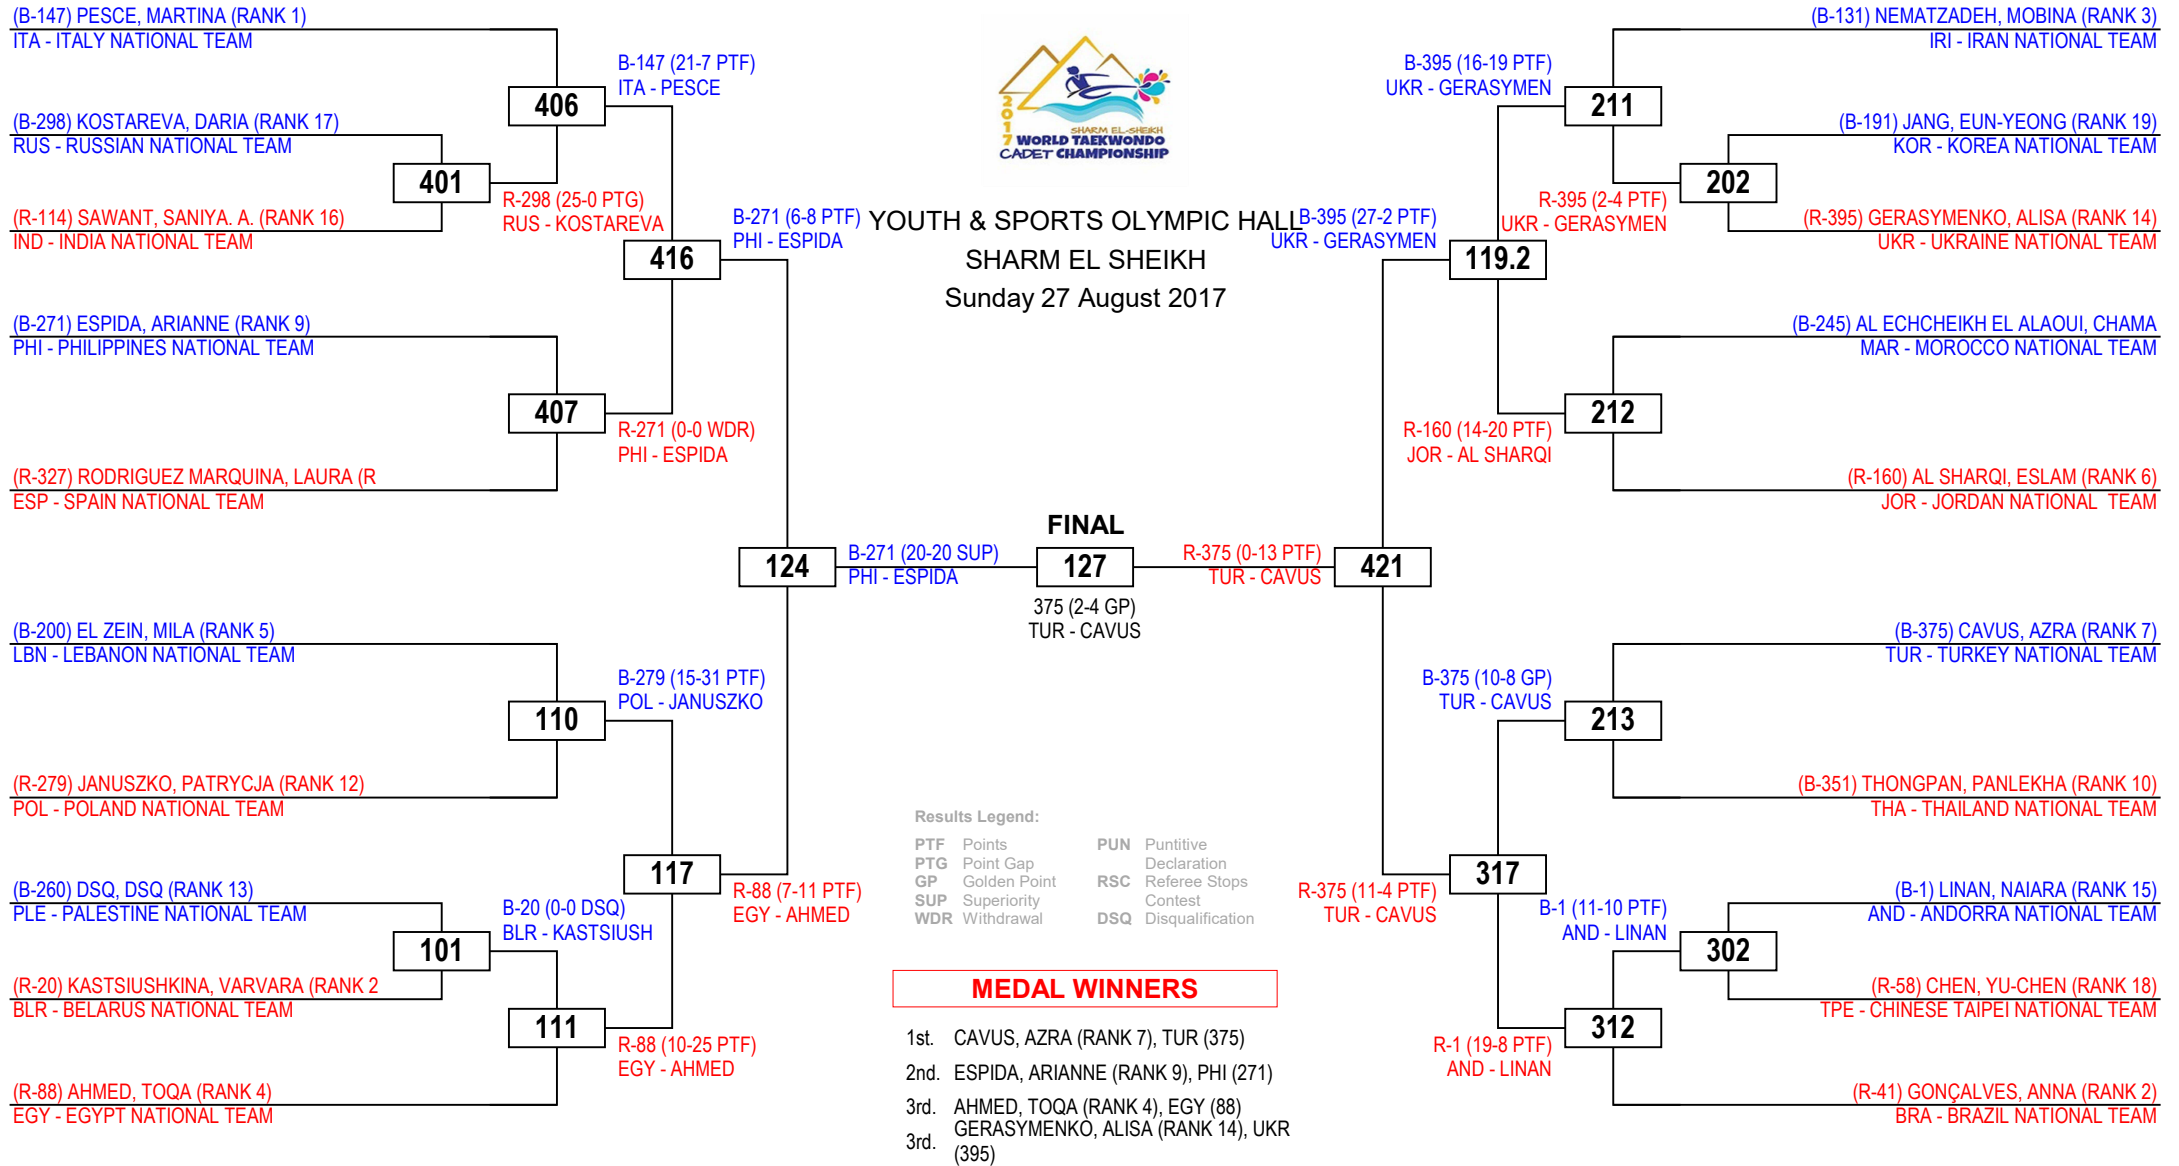 (B-147) PESCE, MARTINA (RANK 1)
ITA - ITALY NATIONAL TEAM
(B-298) KOSTAREVA, DARIA (RANK 17)
RUS - RUSSIAN NATIONAL TEAM
(R-114) SAWANT, SANIYA. A. (RANK 16)
IND - INDIA NATIONAL TEAM
(B-271) ESPIDA, ARIANNE (RANK 9)
PHI - PHILIPPINES NATIONAL TEAM
(R-327) RODRIGUEZ MARQUINA, LAURA (R
ESP - SPAIN NATIONAL TEAM
(B-200) EL ZEIN, MILA (RANK 5)
LBN - LEBANON NATIONAL TEAM
(R-279) JANUSZKO, PATRYCJA (RANK 12)
POL - POLAND NATIONAL TEAM
(B-260) DSQ, DSQ (RANK 13)
PLE - PALESTINE NATIONAL TEAM
(R-20) KASTSIUSHKINA, VARVARA (RANK 2
BLR - BELARUS NATIONAL TEAM
(R-88) AHMED, TOQA (RANK 4)
EGY - EGYPT NATIONAL TEAM
401
R-298 (25-0 PTG)
RUS - KOSTAREVA
101
B-20 (0-0 DSQ)
BLR - KASTSIUSH
406
B-147 (21-7 PTF)
ITA - PESCE
407
R-271 (0-0 WDR)
PHI - ESPIDA
110
B-279 (15-31 PTF)
POL - JANUSZKO
111
R-88 (10-25 PTF)
EGY - AHMED
416
B-271 (6-8 PTF)
PHI - ESPIDA
117
R-88 (7-11 PTF)
EGY - AHMED
124
B-271 (20-20 SUP)
PHI - ESPIDA
2017
SHARM EL-SHEIKH
WORLD TAEKWONDO
CADET CHAMPIONSHIP
YOUTH & SPORTS OLYMPIC HALL
SHARM EL SHEIKH
Sunday 27 August 2017
FINAL
127
375 (2-4 GP)
TUR - CAVUS
R-375 (0-13 PTF)
TUR - CAVUS
421
B-395 (27-2 PTF)
UKR - GERASYMEN
119.2
R-375 (11-4 PTF)
TUR - CAVUS
317
B-395 (16-19 PTF)
UKR - GERASYMEN
211
R-160 (14-20 PTF)
JOR - AL SHARQI
212
B-375 (10-8 GP)
TUR - CAVUS
213
R-1 (19-8 PTF)
AND - LINAN
312
R-395 (2-4 PTF)
UKR - GERASYMEN
202
B-1 (11-10 PTF)
AND - LINAN
302
(B-131) NEMATZADEH, MOBINA (RANK 3)
IRI - IRAN NATIONAL TEAM
(B-191) JANG, EUN-YEONG (RANK 19)
KOR - KOREA NATIONAL TEAM
(R-395) GERASYMENKO, ALISA (RANK 14)
UKR - UKRAINE NATIONAL TEAM
(B-245) AL ECHCHEIKH EL ALAOUI, CHAMA
MAR - MOROCCO NATIONAL TEAM
(R-160) AL SHARQI, ESLAM (RANK 6)
JOR - JORDAN NATIONAL TEAM
(B-375) CAVUS, AZRA (RANK 7)
TUR - TURKEY NATIONAL TEAM
(B-351) THONGPAN, PANLEKHA (RANK 10)
THA - THAILAND NATIONAL TEAM
(B-1) LINAN, NAIARA (RANK 15)
AND - ANDORRA NATIONAL TEAM
(R-58) CHEN, YU-CHEN (RANK 18)
TPE - CHINESE TAIPEI NATIONAL TEAM
(R-41) GONÇALVES, ANNA (RANK 2)
BRA - BRAZIL NATIONAL TEAM
Results Legend:
PTF Points
PTG Point Gap
GP Golden Point
SUP Superiority
WDR Withdrawal
PUN Puntitive
Declaration
RSC Referee Stops
Contest
DSQ Disqualification
MEDAL WINNERS
1st. CAVUS, AZRA (RANK 7), TUR (375)
2nd. ESPIDA, ARIANNE (RANK 9), PHI (271)
3rd. AHMED, TOQA (RANK 4), EGY (88)
3rd. GERASYMENKO, ALISA (RANK 14), UKR
(395)